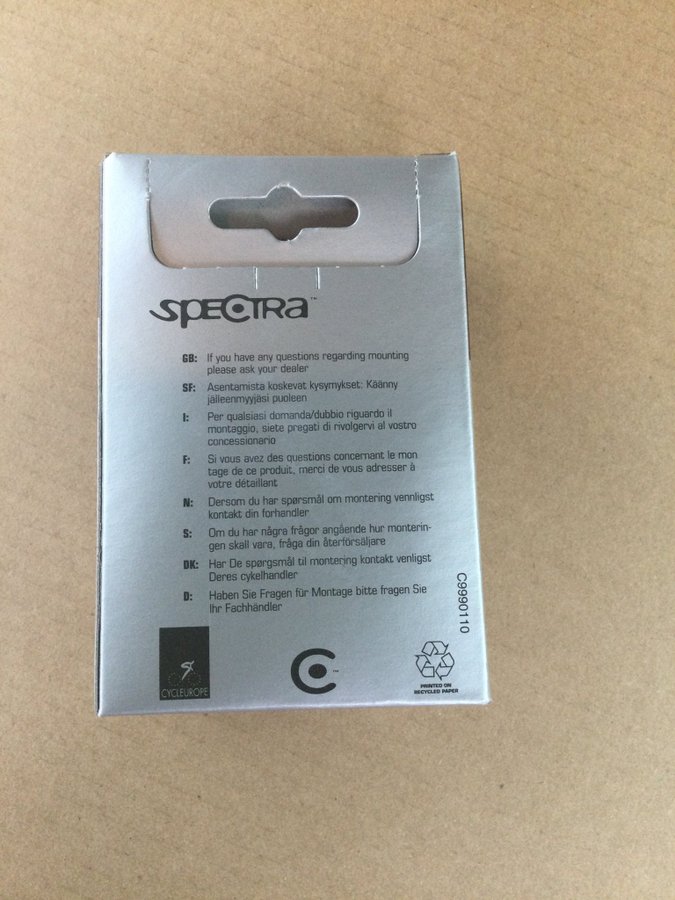 SPECTRA™
GB: If you have any questions regarding mounting
please ask your dealer
SF: Asentamista koskevat kysymykset: Käänny
jälleenmyyjäsi puoleen
I: Per qualsiasi domanda/dubbio riguardo il
montaggio, siete pregati di rivolgervi al vostro
concessionario
F: Si vous avez des questions concernant le mon
tage de ce produit, merci de vous adresser à
votre détaillant
N: Dersom du har spørsmål om montering vennligst
kontakt din forhandler
S: Om du har några frågor angående hur monterin-
gen skall vara, fråga din återförsäljare
DK: Har De spørgsmål til montering kontakt venligst
Deres cykelhandler
D: Haben Sie Fragen für Montage bitte fragen Sie
Ihr Fachhändler
C9990110
CYCLEUROPE
C™
PRINTED ON
RECYCLED PAPER